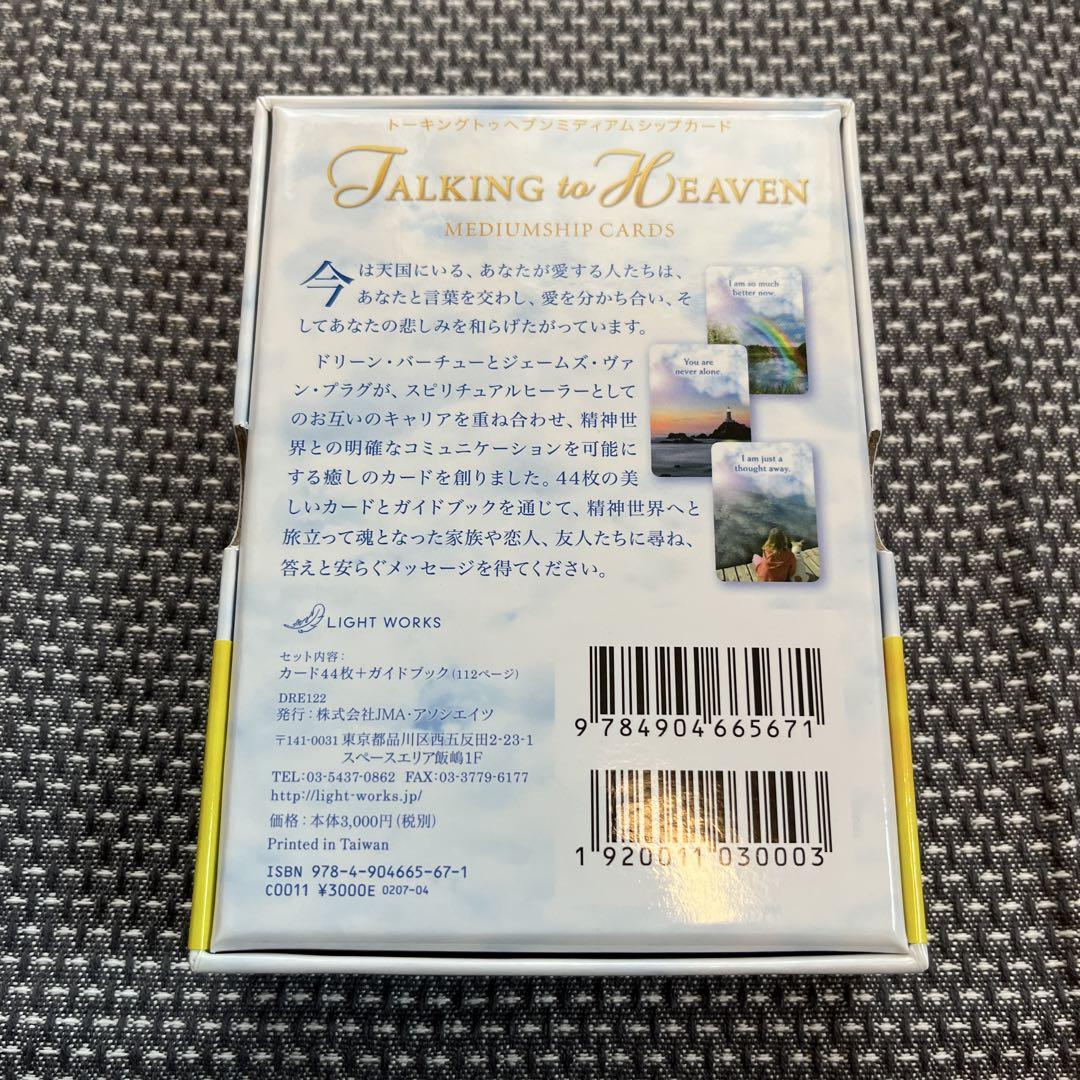 トーキングトゥヘブンミディアムシップカード
TALKING to HEAVEN
MEDIUMSHIP CARDS
今は天国にいる、あなたが愛する人たちは、
あなたと言葉を交わし、愛を分かち合い、そ
してあなたの悲しみを和らげたがっています。
ドリーン・バーチューとジェームズ・ヴァ
ン・プラグが、スピリチュアルヒーラーとして
のお互いのキャリアを重ね合わせ、精神世
界との明確なコミュニケーションを可能に
する癒しのカードを創りました。44枚の美
しいカードとガイドブックを通じて、精神世界へと
旅立って魂となった家族や恋人、友人たちに尋ね、
答えと安らぐメッセージを得てください。
I am so much
better now.
You are
never alone.
I am just a
thought away.
LIGHT WORKS
セット内容:
カード44枚+ガイドブック(112ページ)
DRE122
発行:株式会社JMA・アソシエイツ
〒141-0031 東京都品川区西五反田2-23-1
スペースエリア飯嶋1F
TEL:03-5437-0862 FAX:03-3779-6177
http://light-works.jp/
価格:本体3,000円(税別)
Printed in Taiwan
ISBN 978-4-904665-67-1
C0011 ¥3000E 0207-04
9 784904 665671
1 920011 030003